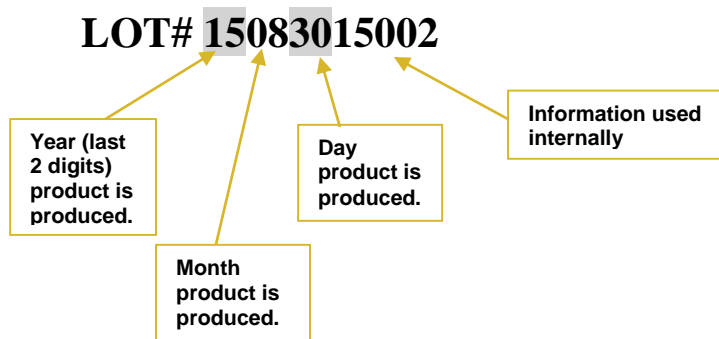 LOT# 15083015002
Year (last
2 digits)
product is
produced.
Month
product is
produced.
Day
product is
produced.
Information used
internally